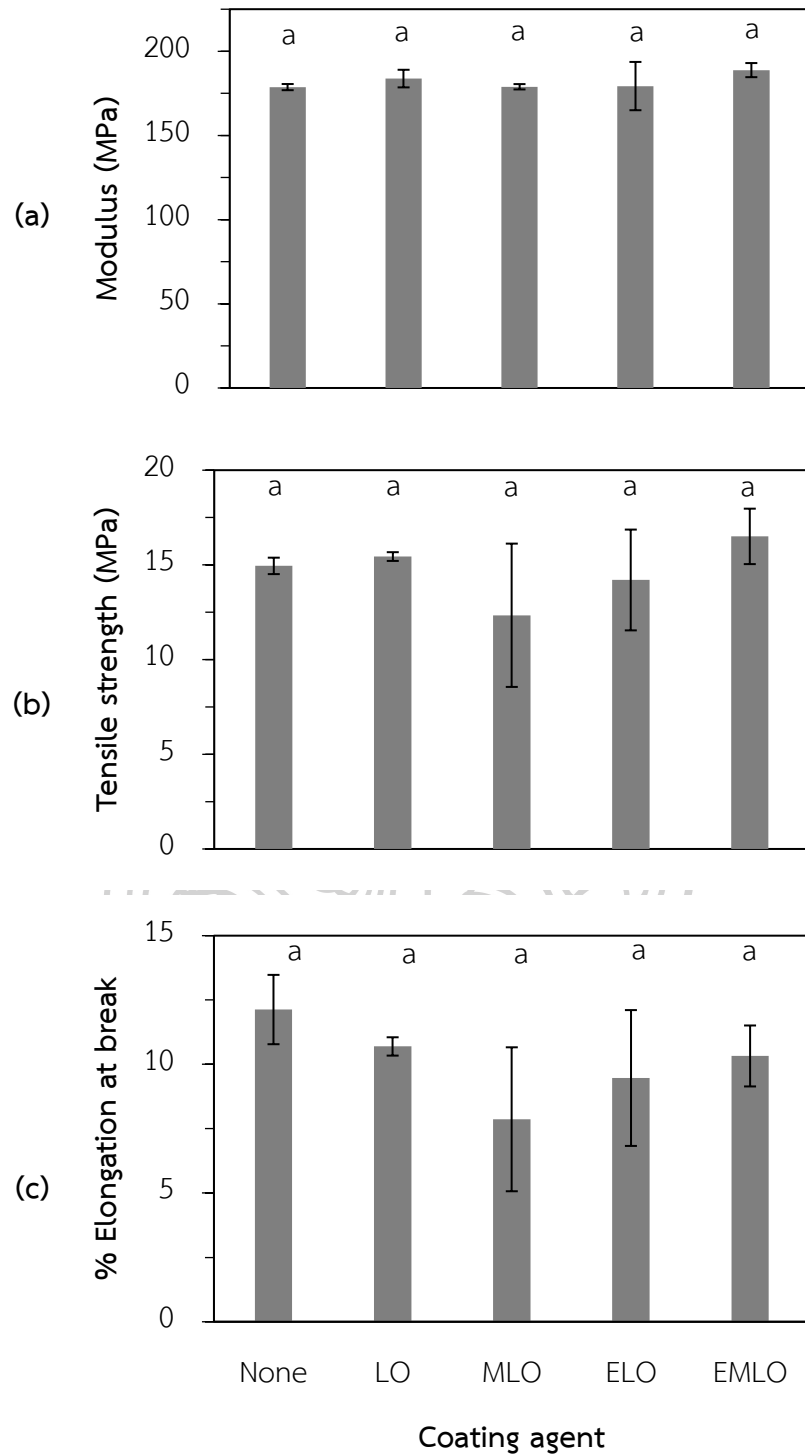 a a a a a
200
150
100
50
0
Modulus (MPa)
(a)
a a a a a
20
15
10
5
0
Tensile strength (MPa)
(b)
a a a a a
15
10
5
0
% Elongation at break
(c)
None LO MLO ELO EMLO
Coating agent